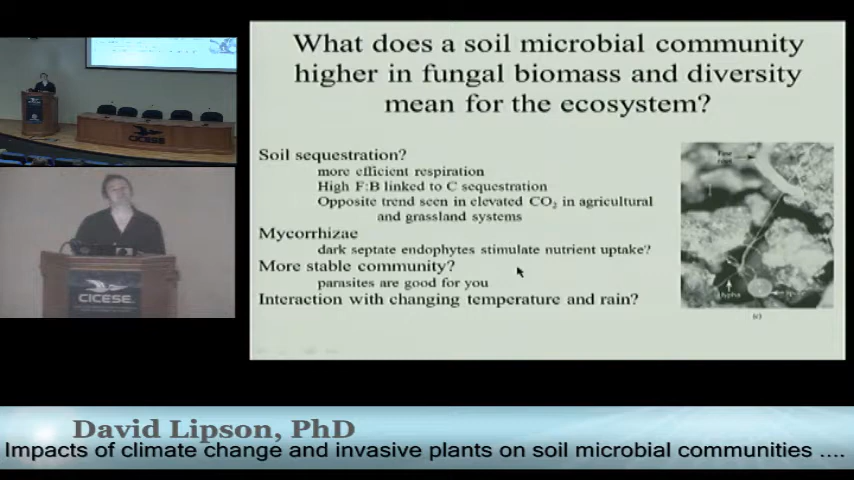 What does a soil microbial community
higher in fungal biomass and diversity
mean for the ecosystem?
Soil sequestration?
more efficient respiration
High F:B linked to C sequestration
Opposite trend seen in elevated CO2 in agricultural
and grassland systems
Mycorrhizae
dark septate endophytes stimulate nutrient uptake?
More stable community?
parasites are good for you
Interaction with changing temperature and rain?
Hypha
CICESE
CICESE
David Lipson, PhD
Impacts of climate change and invasive plants on soil microbial communities ....